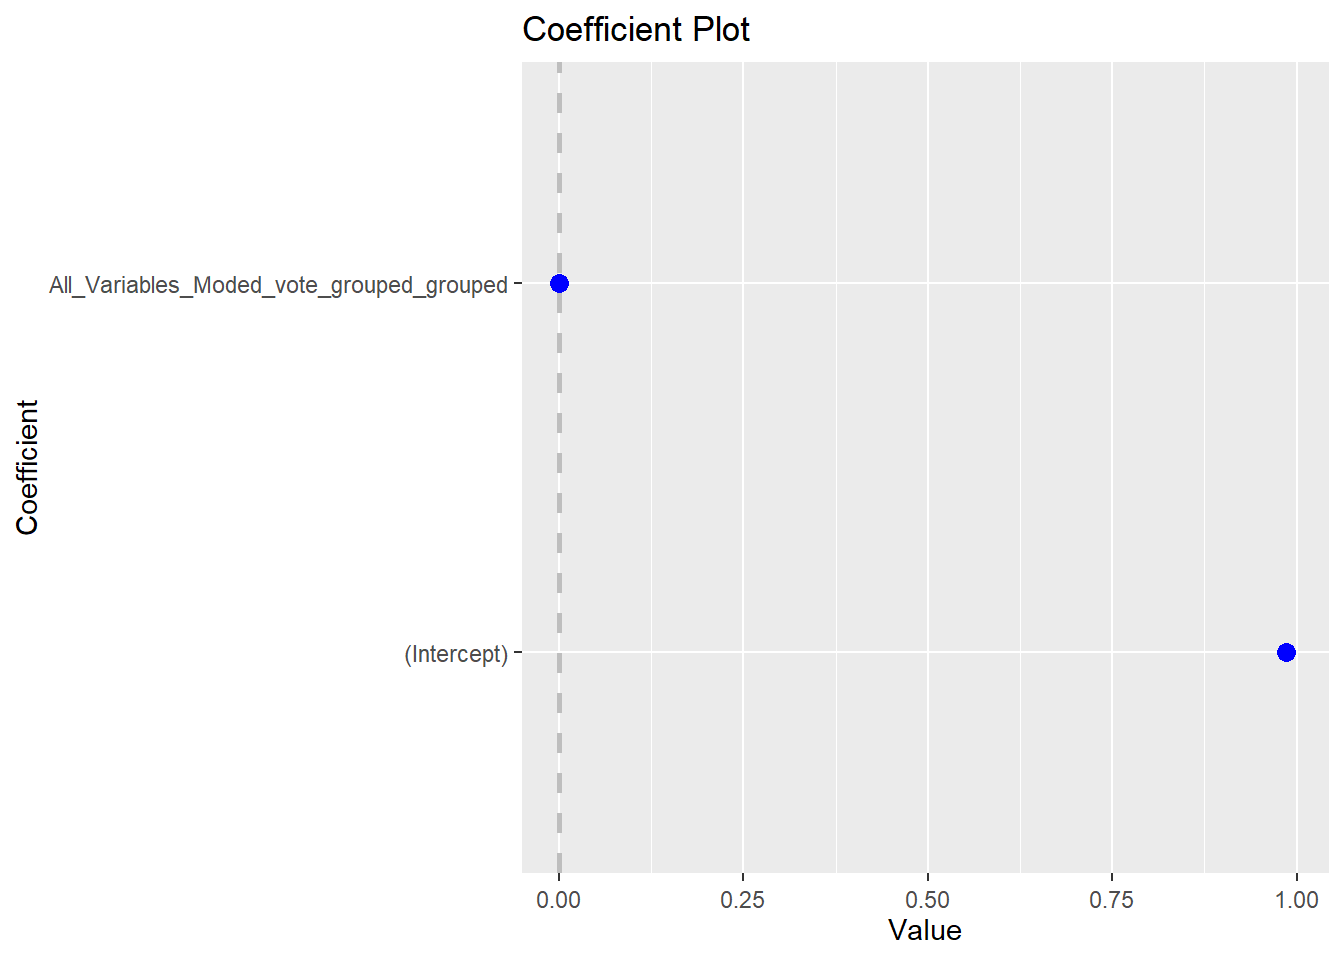 Coefficient Plot
Coefficient
All_Variables_Moded_vote_grouped_grouped
(Intercept)
0.00 0.25 0.50 0.75 1.00
Value